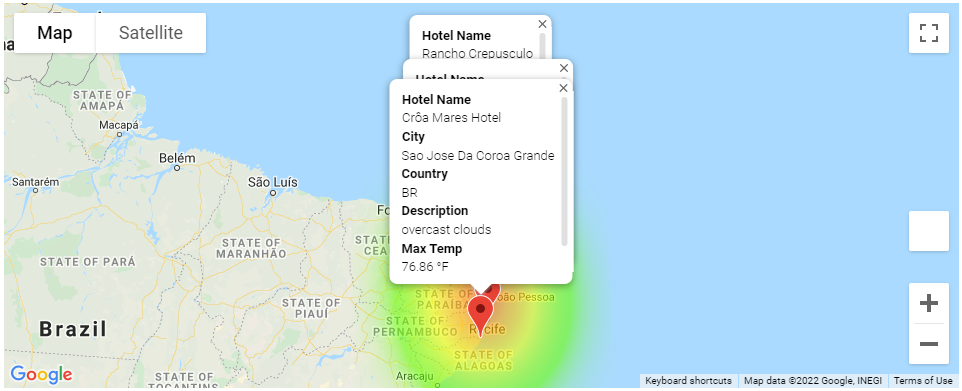 Map
Satellite
Hotel Name
Rancho Crepusculo
Hotel Name
Hotel Name
Crôa Mares Hotel
City
Sao Jose Da Coroa Grande
Country
BR
Description
overcast clouds
Max Temp
76.86 °F
STATE OF
AMAPÁ
Macapá
Belém
Santarém
São Luís
STATE OF
MARANHÃO
STATE OF PARÁ
STATE OF
PIAUÍ
STATE OF
PARAÍB
João Pessoa
STATE OF
PERNAMBUCO
Recife
STATE OF
ALAGOAS
Brazil
STATE OF
TOCANTINS
Aracaju
Google
Keyboard shortcuts
Map data ©2022 Google, INEGI
Terms of Use